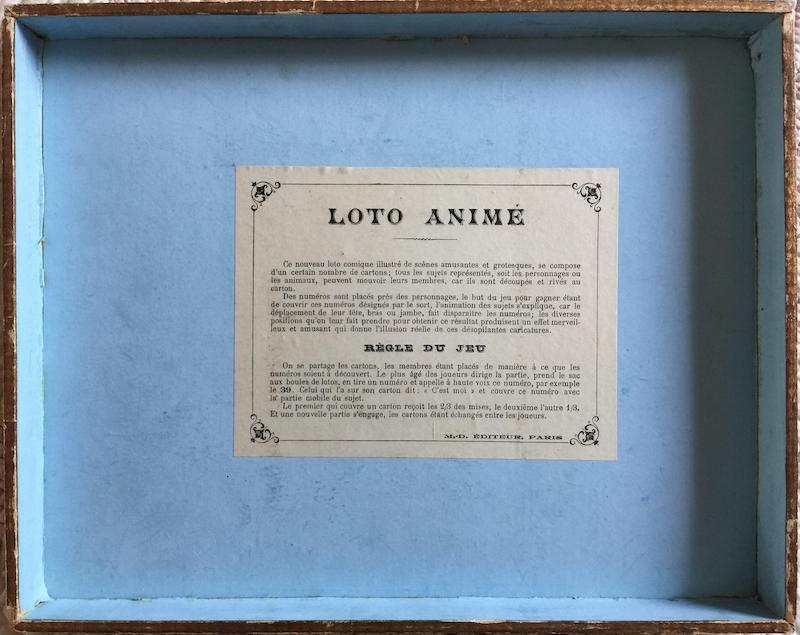 LOTO ANIMÉ
Ce nouveau loto comique illustré de scènes amusantes et grotesques, se compose
d'un certain nombre de cartons; tous les sujets représentés, soit les personnages ou
les animaux, peuvent mouvoir leurs membres, car ils sont découpés et rivés au
carton.
Des numéros sont placés près des personnages, le but du jeu pour gagner étant
de couvrir ces numéros désignés par le sort, l'animation des sujets s'explique, car le
déplacement de leur tête, bras ou jambe, fait disparaître les numéros; les diverses
positions qu'on leur fait prendre pour obtenir ce résultat produisent un effet merveil-
leux et amusant qui donne l'illusion réelle de ces désopilantes caricatures.
RÈGLE DU JEU
On se partage les cartons, les membres étant placés de manière à ce que les
numéros soient à découvert. Le plus âgé des joueurs dirige la partie, prend le sac
aux boules de lotos, en tire un numéro et appelle à haute voix ce numéro, par exemple
le 39. Celui qui l'a sur son carton dit: « C'est moi » et couvre ce numéro avec
la partie mobile du sujet.
Le premier qui couvre un carton reçoit les 2/3 des mises, le deuxième l'autre 1/3.
Et une nouvelle partie s'engage, les cartons étant échangés entre les joueurs.
M.-D. ÉDITEUR, PARIS